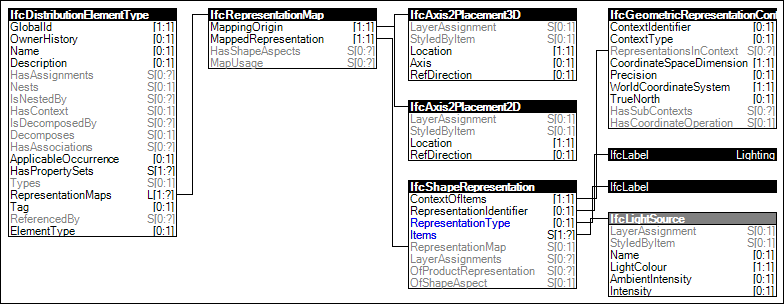 IfcDistributionElementType
GlobalId [1:1]
OwnerHistory [0:1]
Name [0:1]
Description [0:1]
HasAssignments S[0:?]
Nests S[0:1]
IsNestedBy S[0:?]
HasContext S[0:1]
IsDecomposedBy S[0:?]
Decomposes S[0:1]
HasAssociations S[0:?]
ApplicableOccurrence [0:1]
HasPropertySets S[1:?]
Types S[0:1]
RepresentationMaps L[1:?]
Tag [0:1]
ReferencedBy S[0:?]
ElementType [0:1]
IfcRepresentationMap
MappingOrigin [1:1]
MappedRepresentation [1:1]
HasShapeAspects S[0:?]
MapUsage S[0:?]
IfcAxis2Placement3D
LayerAssignment S[0:?]
StyledByItem S[0:1]
Location [1:1]
Axis [0:1]
RefDirection [0:1]
IfcAxis2Placement2D
LayerAssignment S[0:?]
StyledByItem S[0:1]
Location [1:1]
RefDirection [0:1]
IfcShapeRepresentation
ContextOfItems [1:1]
RepresentationIdentifier [0:1]
RepresentationType [0:1]
Items S[1:?]
RepresentationMap S[0:1]
LayerAssignments S[0:?]
OfProductRepresentation S[0:?]
OfShapeAspect S[0:1]
IfcGeometricRepresentationCon
ContextIdentifier [0:1]
ContextType [0:1]
RepresentationsInContext S[0:?]
CoordinateSpaceDimension [1:1]
Precision [0:1]
WorldCoordinateSystem [1:1]
TrueNorth [0:1]
HasSubContexts S[0:?]
HasCoordinateOperation S[0:1]
IfcLabel Lighting
IfcLabel
IfcLightSource
LayerAssignment S[0:?]
StyledByItem S[0:1]
Name [0:1]
LightColour [1:1]
AmbientIntensity [0:1]
Intensity [0:1]